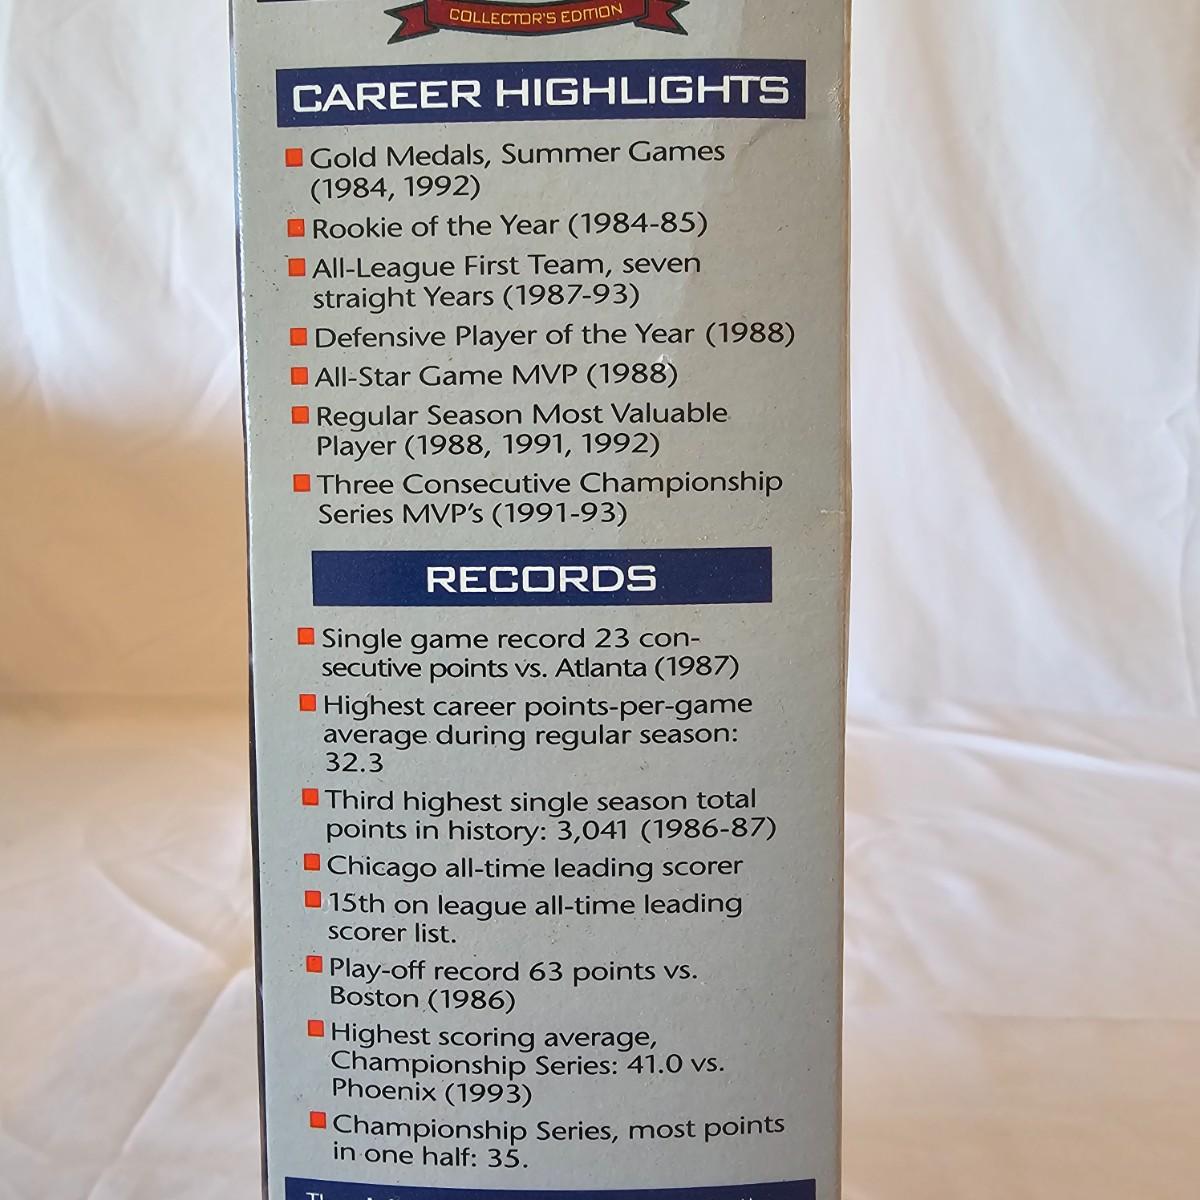 COLLECTOR'S EDITION
CAREER HIGHLIGHTS
Gold Medals, Summer Games
(1984, 1992)
Rookie of the Year (1984-85)
All-League First Team, seven
straight Years (1987-93)
Defensive Player of the Year (1988)
All-Star Game MVP (1988)
Regular Season Most Valuable
Player (1988, 1991, 1992)
Three Consecutive Championship
Series MVP's (1991-93)
RECORDS
Single game record 23 con-
secutive points vs. Atlanta (1987)
Highest career points-per-game
average during regular season:
32.3
Third highest single season total
points in history: 3,041 (1986-87)
Chicago all-time leading scorer
15th on league all-time leading
scorer list.
Play-off record 63 points vs.
Boston (1986)
Highest scoring average,
Championship Series: 41.0 vs.
Phoenix (1993)
Championship Series, most points
in one half: 35.